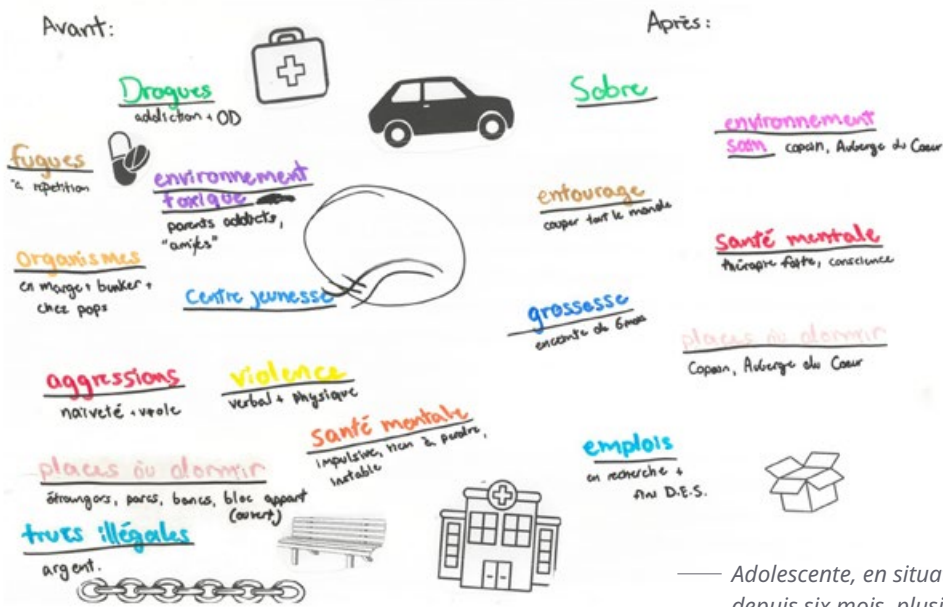 Avant:
Drogues
addiction + OD
fugues
à répétition
environnement
toxique
parents addicts,
"amiɛs"
organismes
en marge + bunker +
chez pops
Centre jeunesse
aggressions
naïveté + viole
violence
verbal + physique
santé mentale
impulsive, rien à perdre,
instable
places où dormir
étrangers, parcs, bancs, bloc appart
(ouvert)
trucs illégales
argent.
Après:
Sobre
environnement
sain copain, Auberge du Coeur
entourage
couper tout le monde
santé mentale
thérapie faite, conscience
grossesse
enceinte de 6 mois
places où dormir
Copain, Auberge du Coeur
emplois
en recherche +
fini D.E.S.
Adolescente, en situa
depuis six mois, plusi